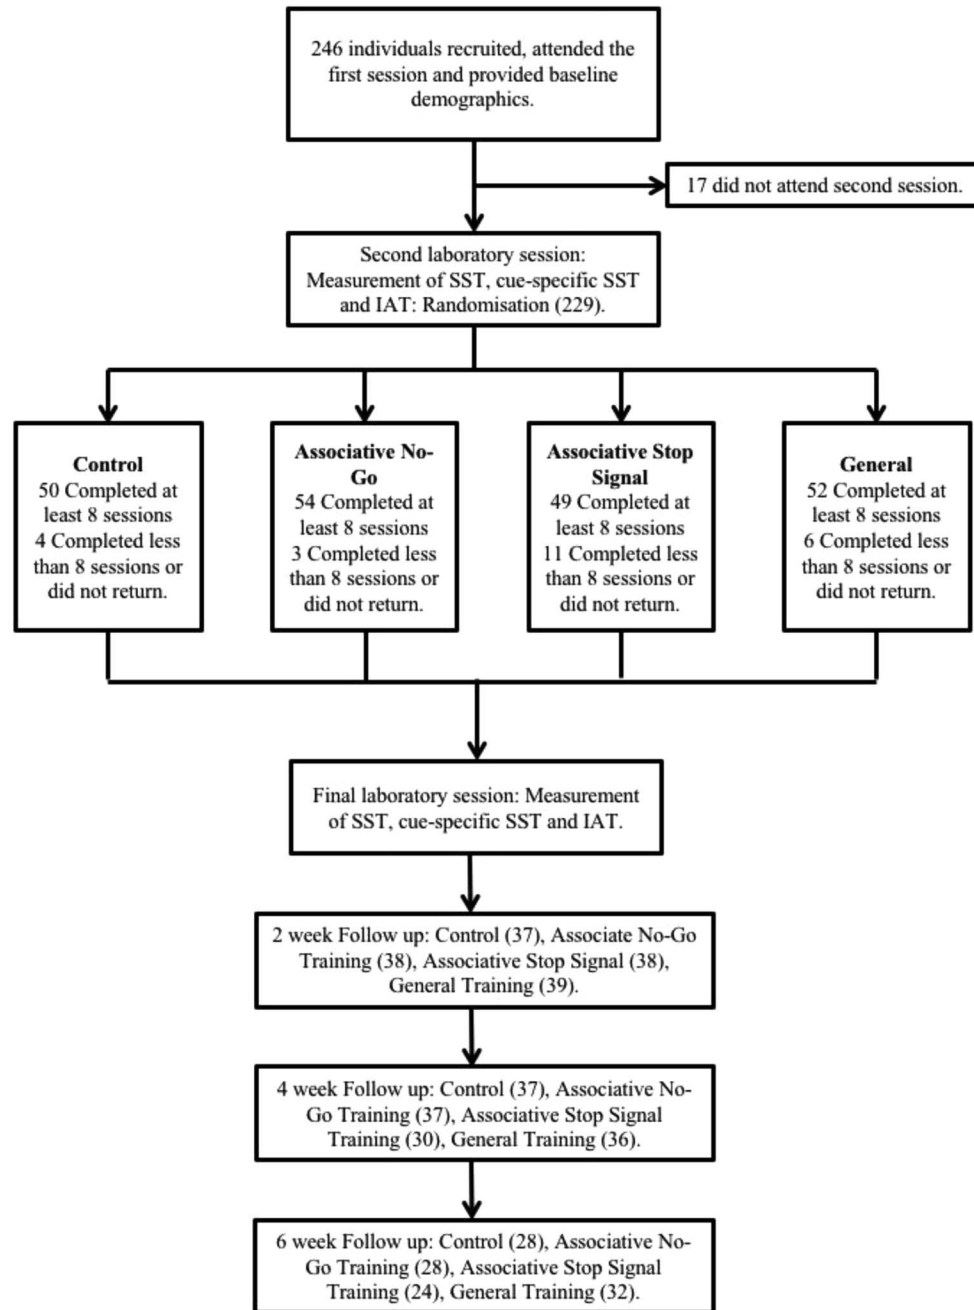 246 individuals recruited, attended the
first session and provided baseline
demographics.
17 did not attend second session.
Second laboratory session:
Measurement of SST, cue-specific SST
and IAT: Randomisation (229).
Control
50 Completed at
least 8 sessions
4 Completed less
than 8 sessions or
did not return.
Associative No-
Go
54 Completed at
least 8 sessions
3 Completed less
than 8 sessions or
did not return.
Associative Stop
Signal
49 Completed at
least 8 sessions
11 Completed less
than 8 sessions or
did not return.
General
52 Completed at
least 8 sessions
6 Completed less
than 8 sessions or
did not return.
Final laboratory session: Measurement
of SST, cue-specific SST and IAT.
2 week Follow up: Control (37), Associate No-Go
Training (38), Associative Stop Signal (38),
General Training (39).
4 week Follow up: Control (37), Associative No-
Go Training (37), Associative Stop Signal
Training (30), General Training (36).
6 week Follow up: Control (28), Associative No-
Go Training (28), Associative Stop Signal
Training (24), General Training (32).